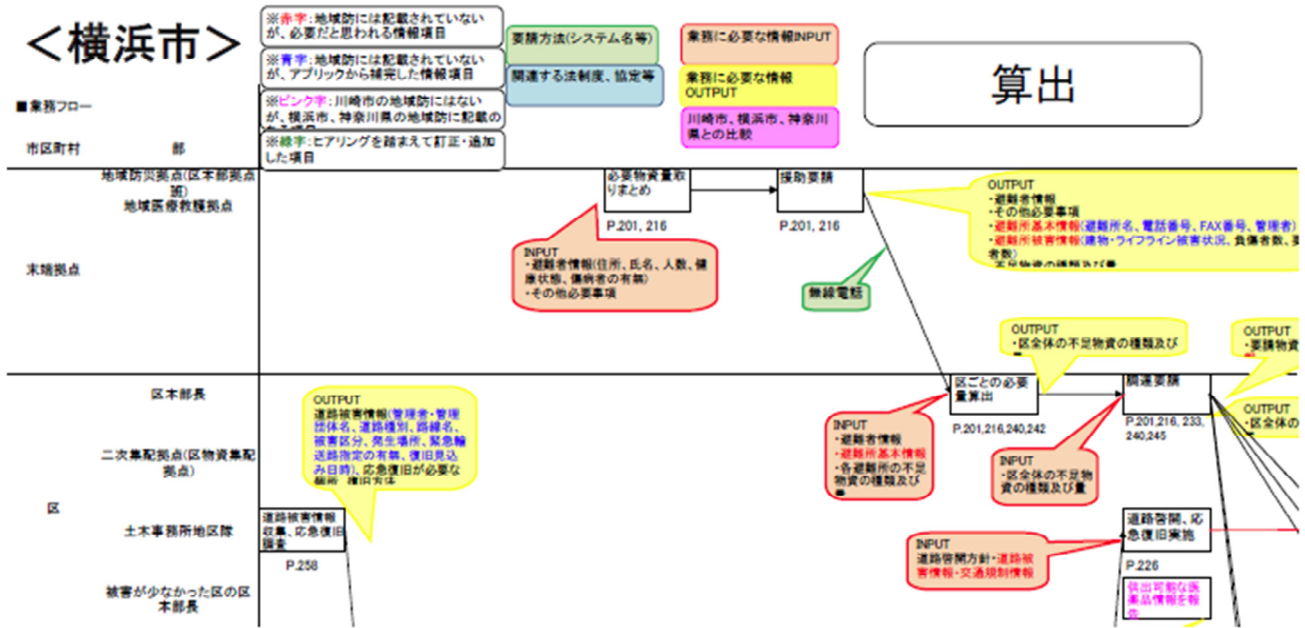 ＜横浜市＞
※赤字：地域防には記載されていない
が、必要だと思われる情報項目
※青字：地域防には記載されていない
が、アブリックから補完した情報項目
※ピンク字：川崎市の地域防にはない
が、横浜市、神奈川県の地域防に記載の
※緑字：ヒアリングを踏まえて訂正・追加
した項目
要請方法(システム名等)
関連する法制度、協定等
業務に必要な情報INPUT
業務に必要な情報
OUTPUT
川崎市、横浜市、神奈川
県との比較
算出
■業務フロー
市区町村
部
地域防災拠点(区本部拠点
班)
地域医療救護拠点
末端拠点
必要物資量取
りまとめ
P.201, 216
援助要請
P.201, 216
INPUT
・避難者情報(住所、氏名、人数、健
康状態、傷病者の有無)
・その他必要事項
無線電話
OUTPUT
・避難者情報
・その他必要事項
・避難所基本情報(避難所名、電話番号、FAX番号、管理者)
・避難所被害情報(建物・ライフライン被害状況、負傷者数、要
者数)
不足物資の種類及び量
OUTPUT
・区全体の不足物資の種類及び
OUTPUT
・要請物資
区本部長
二次集配拠点(区物資集配
拠点)
区
土木事務所地区隊
被害が少なかった区の区
本部長
OUTPUT
道路被害情報(管理者・管理
団体名、道路種別、路線名、
被害区分、発生場所、緊急輸
送路指定の有無、復旧見込
み日時)、応急復旧が必要な
個所、復旧方法
道路被害情報
収集、応急復旧
調査
P.258
区ごとの必要
量算出
P.201,216,240,242
調達要請
P.201,216, 233,
240,245
OUTPUT
・区全体の
INPUT
・避難者情報
・避難所基本情報
・各避難所の不足
物資の種類及び
INPUT
・区全体の不足物
資の種類及び量
INPUT
道路啓開方針・道路被
害情報・交通規制情報
道路啓開、応
急復旧実施
P.226
供出可能な医
薬品情報を報
告